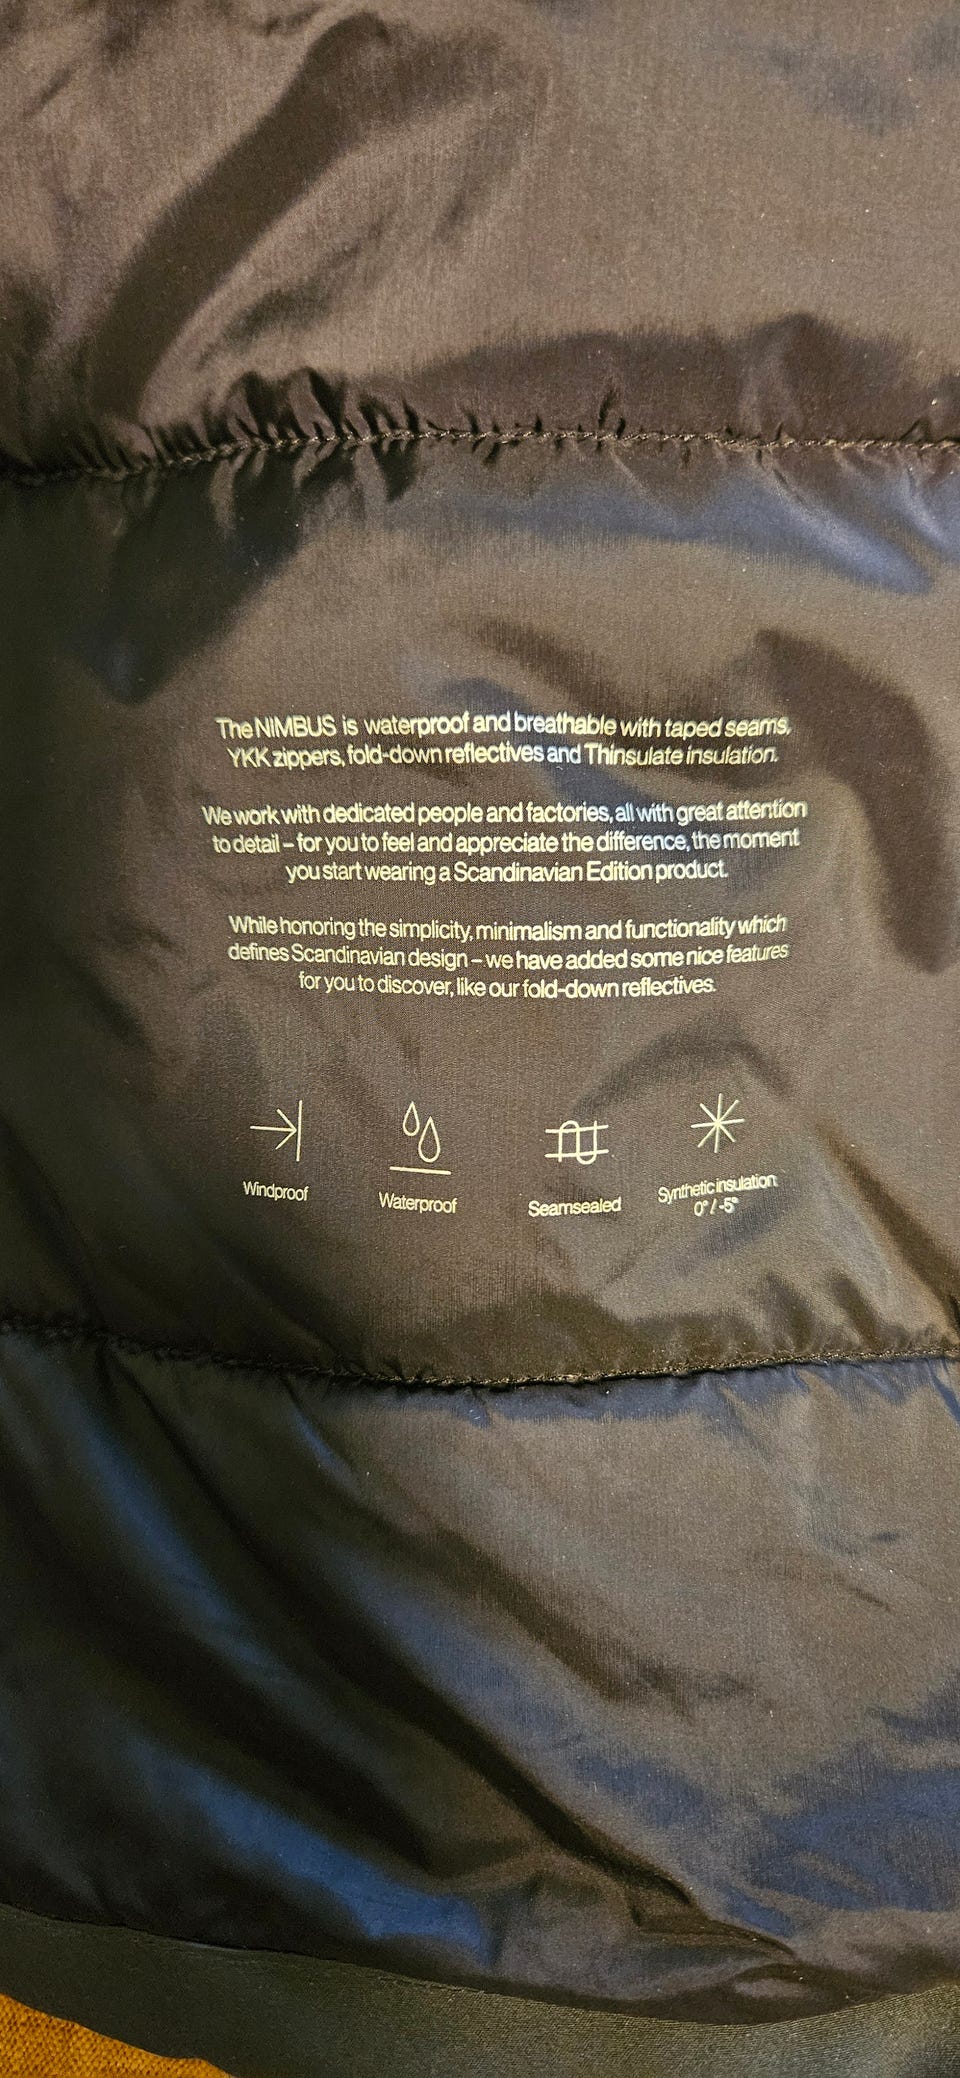 The NIMBUS is waterproof and breathable with taped seams,
YKK zippers, fold-down reflectives and Thinsulate insulation.
We work with dedicated people and factories, all with great attention
to detail – for you to feel and appreciate the difference, the moment
you start wearing a Scandinavian Edition product.
While honoring the simplicity, minimalism and functionality which
defines Scandinavian design – we have added some nice features
for you to discover, like our fold-down reflectives.
Windproof
Waterproof
Seamsealed
Synthetic insulation
0° / -5°